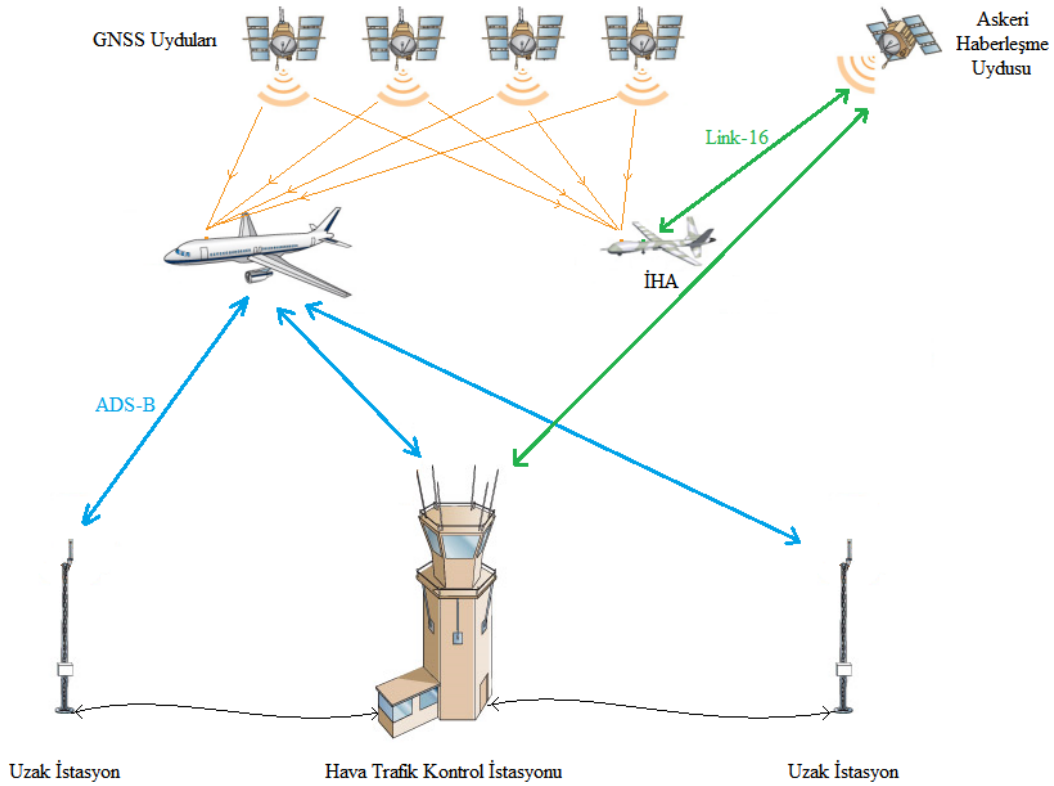 GNSS Uyduları
Askeri
Haberleşme
Uydusu
Link-16
İHA
ADS-B
Uzak İstasyon
Hava Trafik Kontrol İstasyonu
Uzak İstasyon